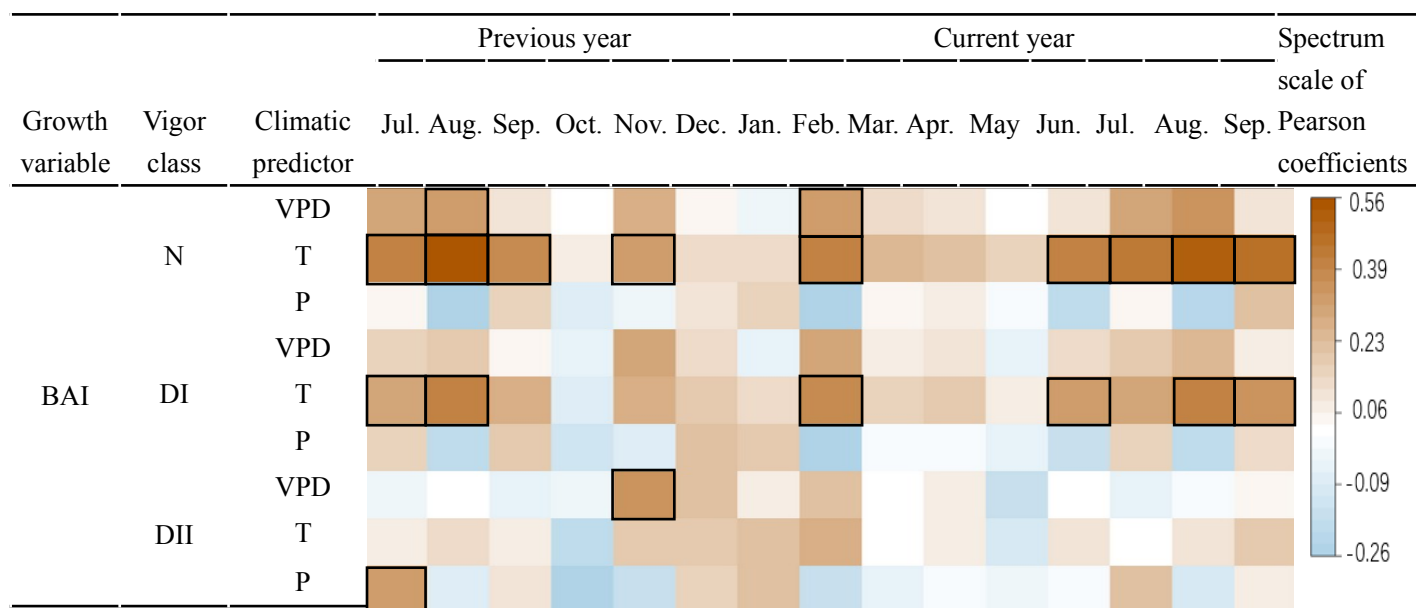 Previous year Current year Spectrum
scale of
Growth Vigor Climatic Jul. Aug. Sep. Oct. Nov. Dec. Jan. Feb. Mar. Apr. May Jun. Jul. Aug. Sep. Pearson
variable class predictor coefficients
VPD 0.56
N T
0.39
P
VPD 0.23
BAI DI T
0.06
P
VPD -0.09
DII T
-0.26
P